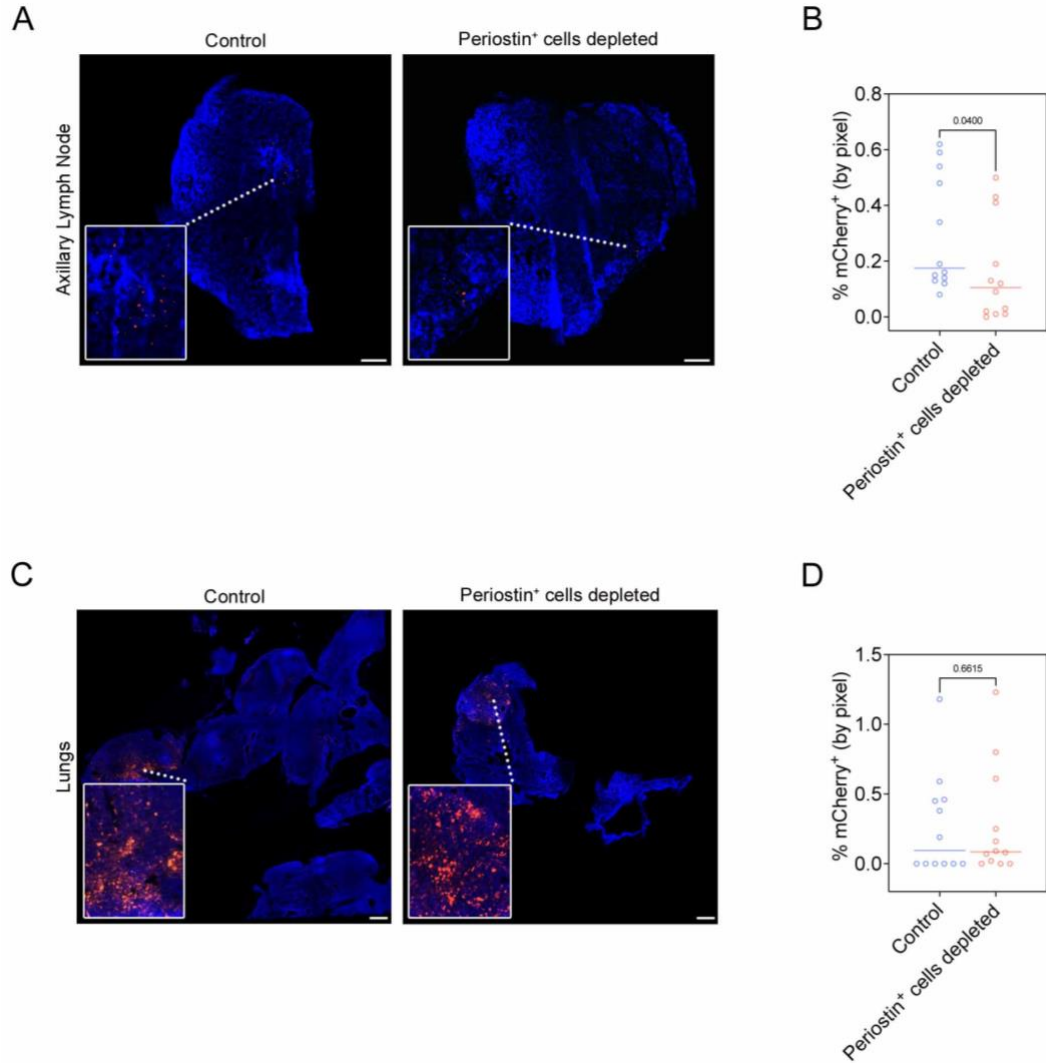 A
Control
Periostin⁺ cells depleted
Axillary Lymph Node
B
% mCherry⁺ (by pixel)
0.8
0.6
0.4
0.2
0.0
0.0400
Control
Periostin⁺ cells depleted
C
Control
Periostin⁺ cells depleted
Lungs
D
% mCherry⁺ (by pixel)
1.5
1.0
0.5
0.0
0.6615
Control
Periostin⁺ cells depleted